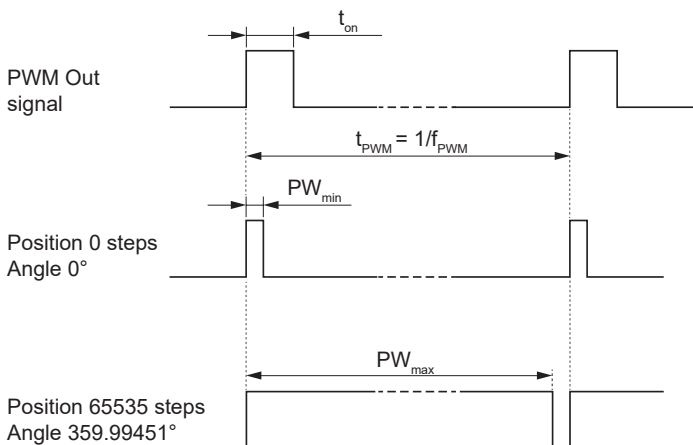 t_on
PWM Out
signal
t_PWM = 1/f_PWM
PW_min
Position 0 steps
Angle 0°
PW_max
Position 65535 steps
Angle 359.99451°